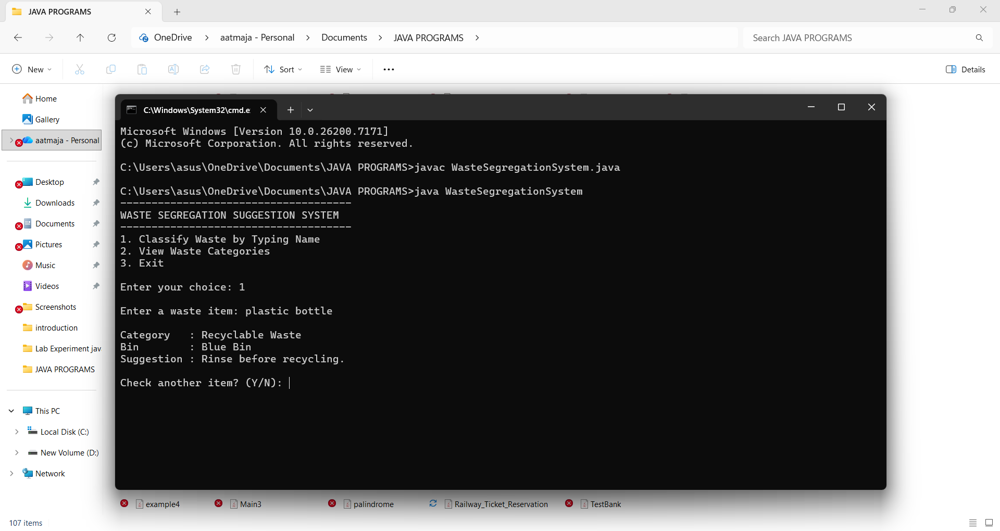 JAVA PROGRAMS
OneDrive > aatmaja - Personal > Documents > JAVA PROGRAMS >
Search JAVA PROGRAMS
New
Sort
View
Details
Home
Gallery
aatmaja - Personal
Desktop
Downloads
Documents
Pictures
Music
Videos
Screenshots
introduction
Lab Experiment jav
JAVA PROGRAMS
This PC
Local Disk (C:)
New Volume (D:)
Network
C:\Windows\System32\cmd.e
Microsoft Windows [Version 10.0.26200.7171]
(c) Microsoft Corporation. All rights reserved.
C:\Users\asus\OneDrive\Documents\JAVA PROGRAMS>javac WasteSegregationSystem.java
C:\Users\asus\OneDrive\Documents\JAVA PROGRAMS>java WasteSegregationSystem
-------------------------------------
WASTE SEGREGATION SUGGESTION SYSTEM
-------------------------------------
1. Classify Waste by Typing Name
2. View Waste Categories
3. Exit
Enter your choice: 1
Enter a waste item: plastic bottle
Category   : Recyclable Waste
Bin        : Blue Bin
Suggestion : Rinse before recycling.
Check another item? (Y/N):
example4
Main3
palindrome
Railway_Ticket_Reservation
TestBank
107 items